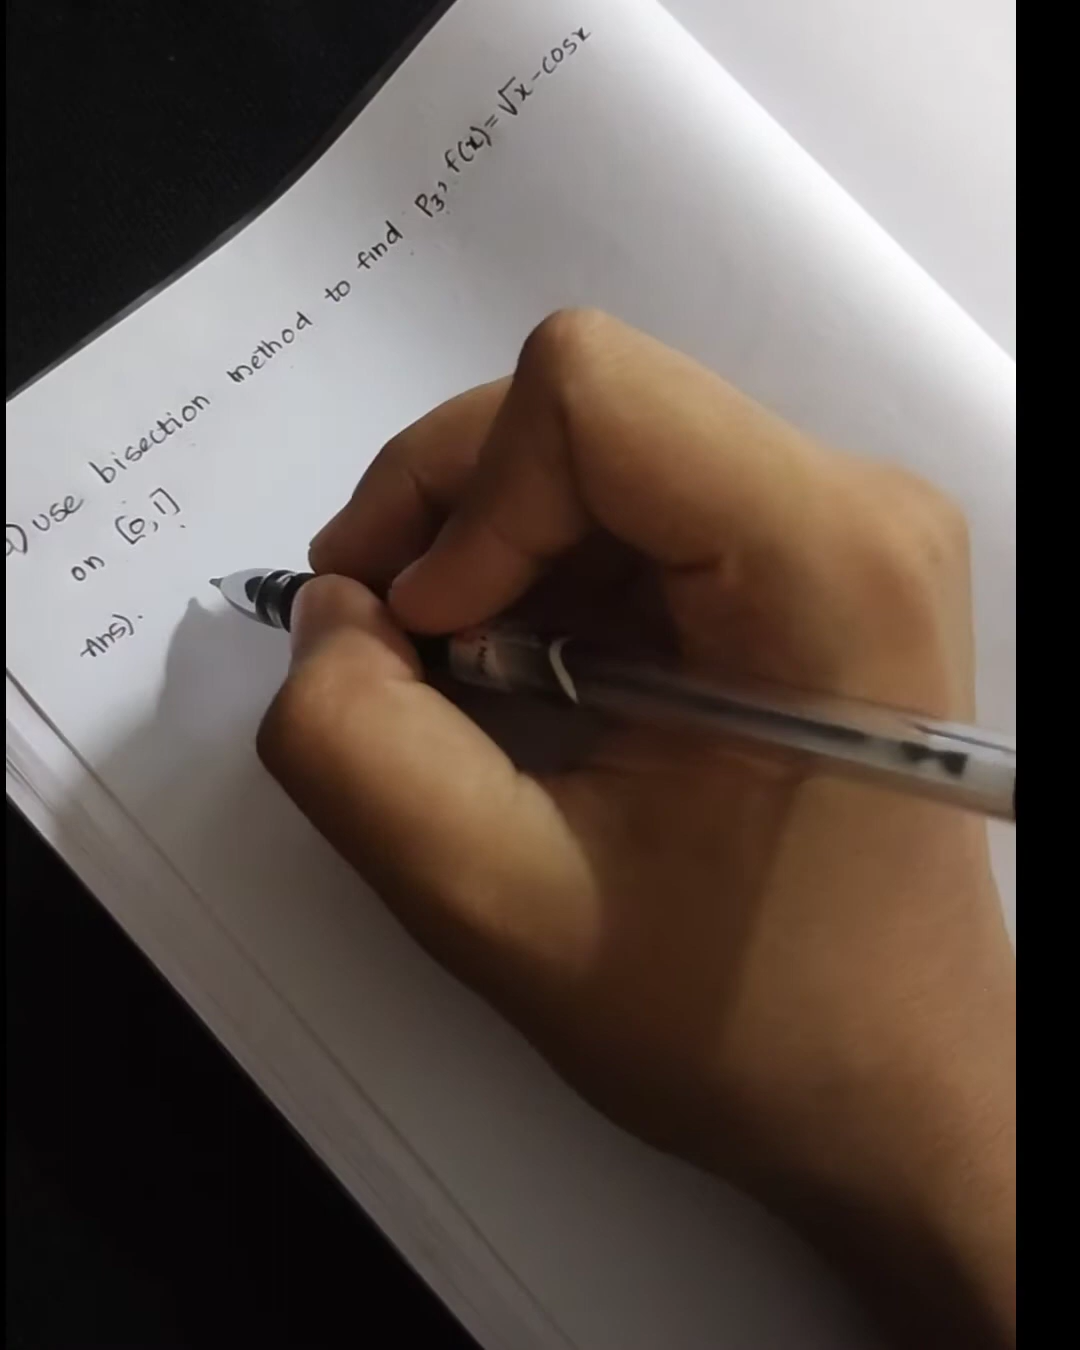 use bisection method to find P₃, f(x)=√x-cosx
on [0,1]
Ans).